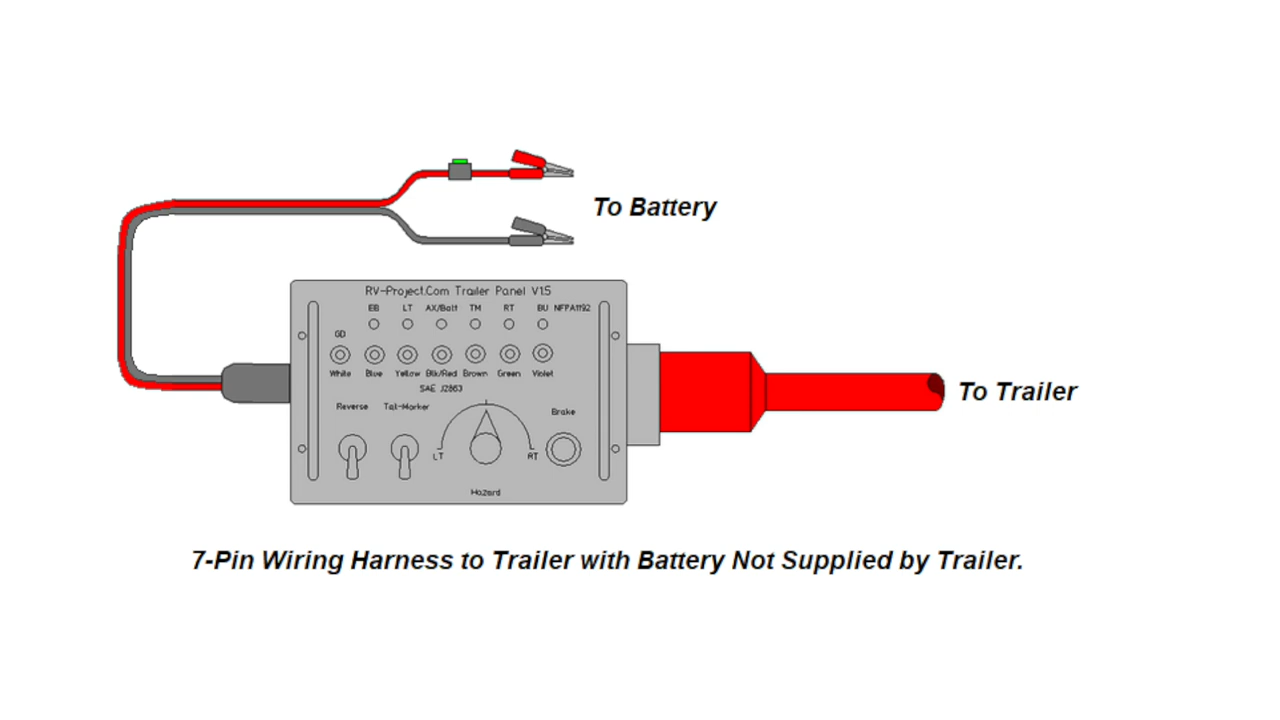 To Battery
RV-Project.Com Trailer Panel V1.5
EB LT AX/Batt TM RT BU NFPA1192
GD
White Blue Yellow Blk/Red Brown Green Violet
SAE J2863
Reverse Tail-Marker Brake
LT RT
Hazard
To Trailer
7-Pin Wiring Harness to Trailer with Battery Not Supplied by Trailer.